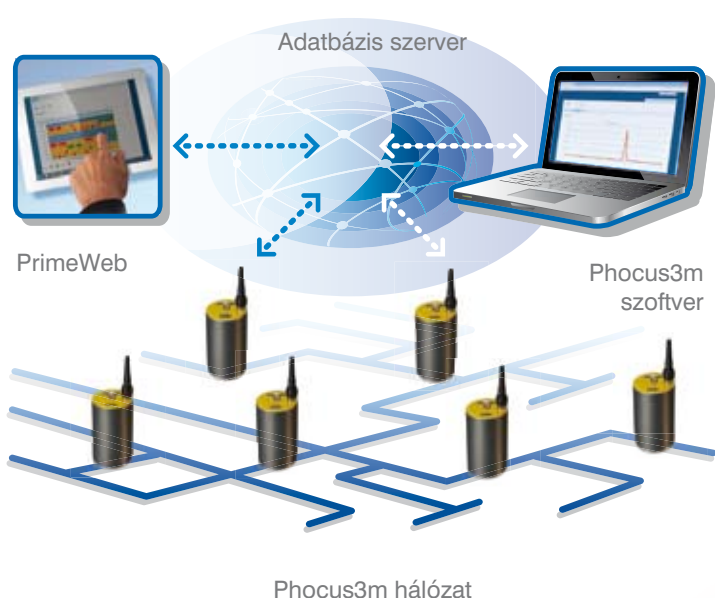 Adatbázis szerver
PrimeWeb
Phocus3m
szoftver
Phocus3m hálózat